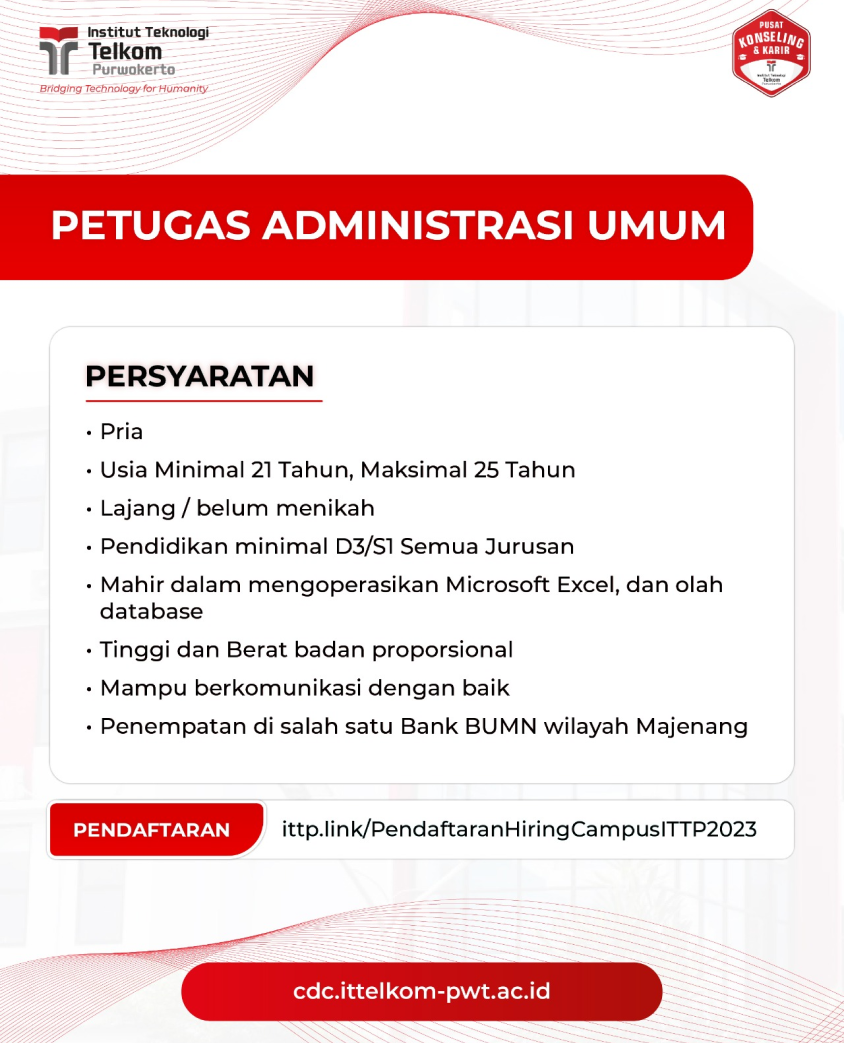 Institut Teknologi
Telkom
Purwokerto
Bridging Technology for Humanity
PUSAT
KONSELING
& KARIR
Institut Teknologi
Telkom
PETUGAS ADMINISTRASI UMUM
PERSYARATAN
• Pria
• Usia Minimal 21 Tahun, Maksimal 25 Tahun
• Lajang / belum menikah
• Pendidikan minimal D3/S1 Semua Jurusan
• Mahir dalam mengoperasikan Microsoft Excel, dan olah
database
• Tinggi dan Berat badan proporsional
• Mampu berkomunikasi dengan baik
• Penempatan di salah satu Bank BUMN wilayah Majenang
PENDAFTARAN
ittp.link/PendaftaranHiringCampusITTP2023
cdc.ittelkom-pwt.ac.id